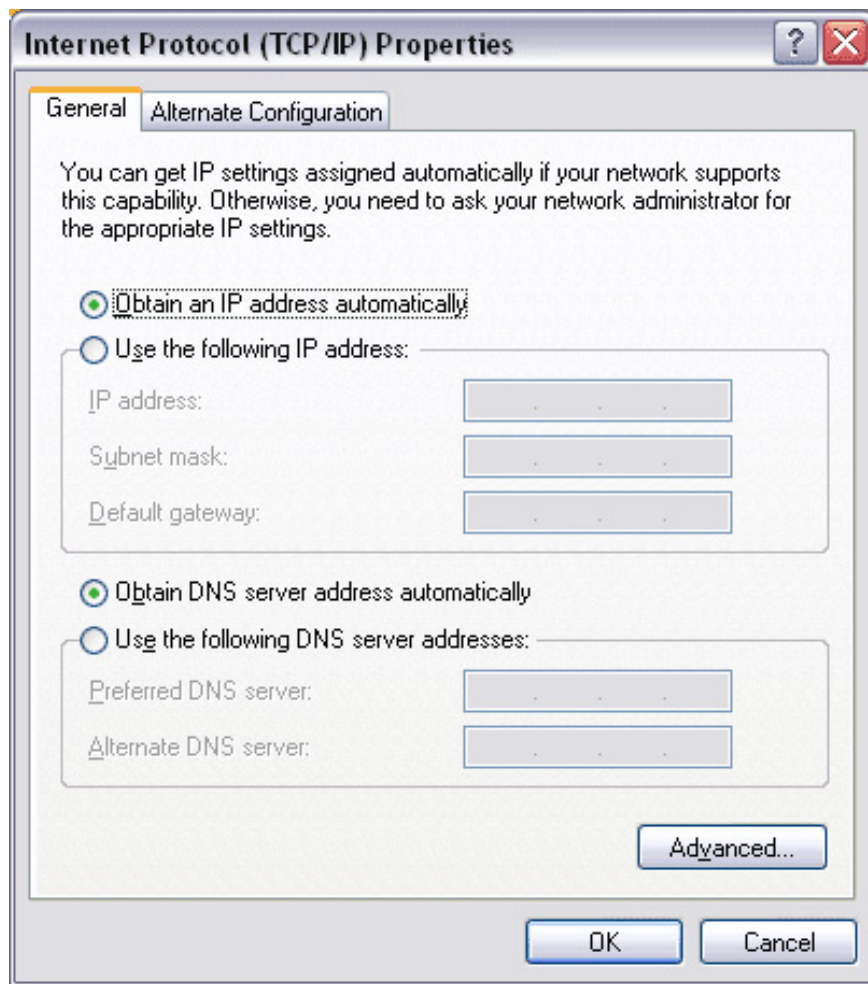 Internet Protocol (TCP/IP) Properties
General
Alternate Configuration
You can get IP settings assigned automatically if your network supports
this capability. Otherwise, you need to ask your network administrator for
the appropriate IP settings.
Obtain an IP address automatically
Use the following IP address:
IP address:
Subnet mask:
Default gateway:
Obtain DNS server address automatically
Use the following DNS server addresses:
Preferred DNS server:
Alternate DNS server:
Advanced...
OK
Cancel